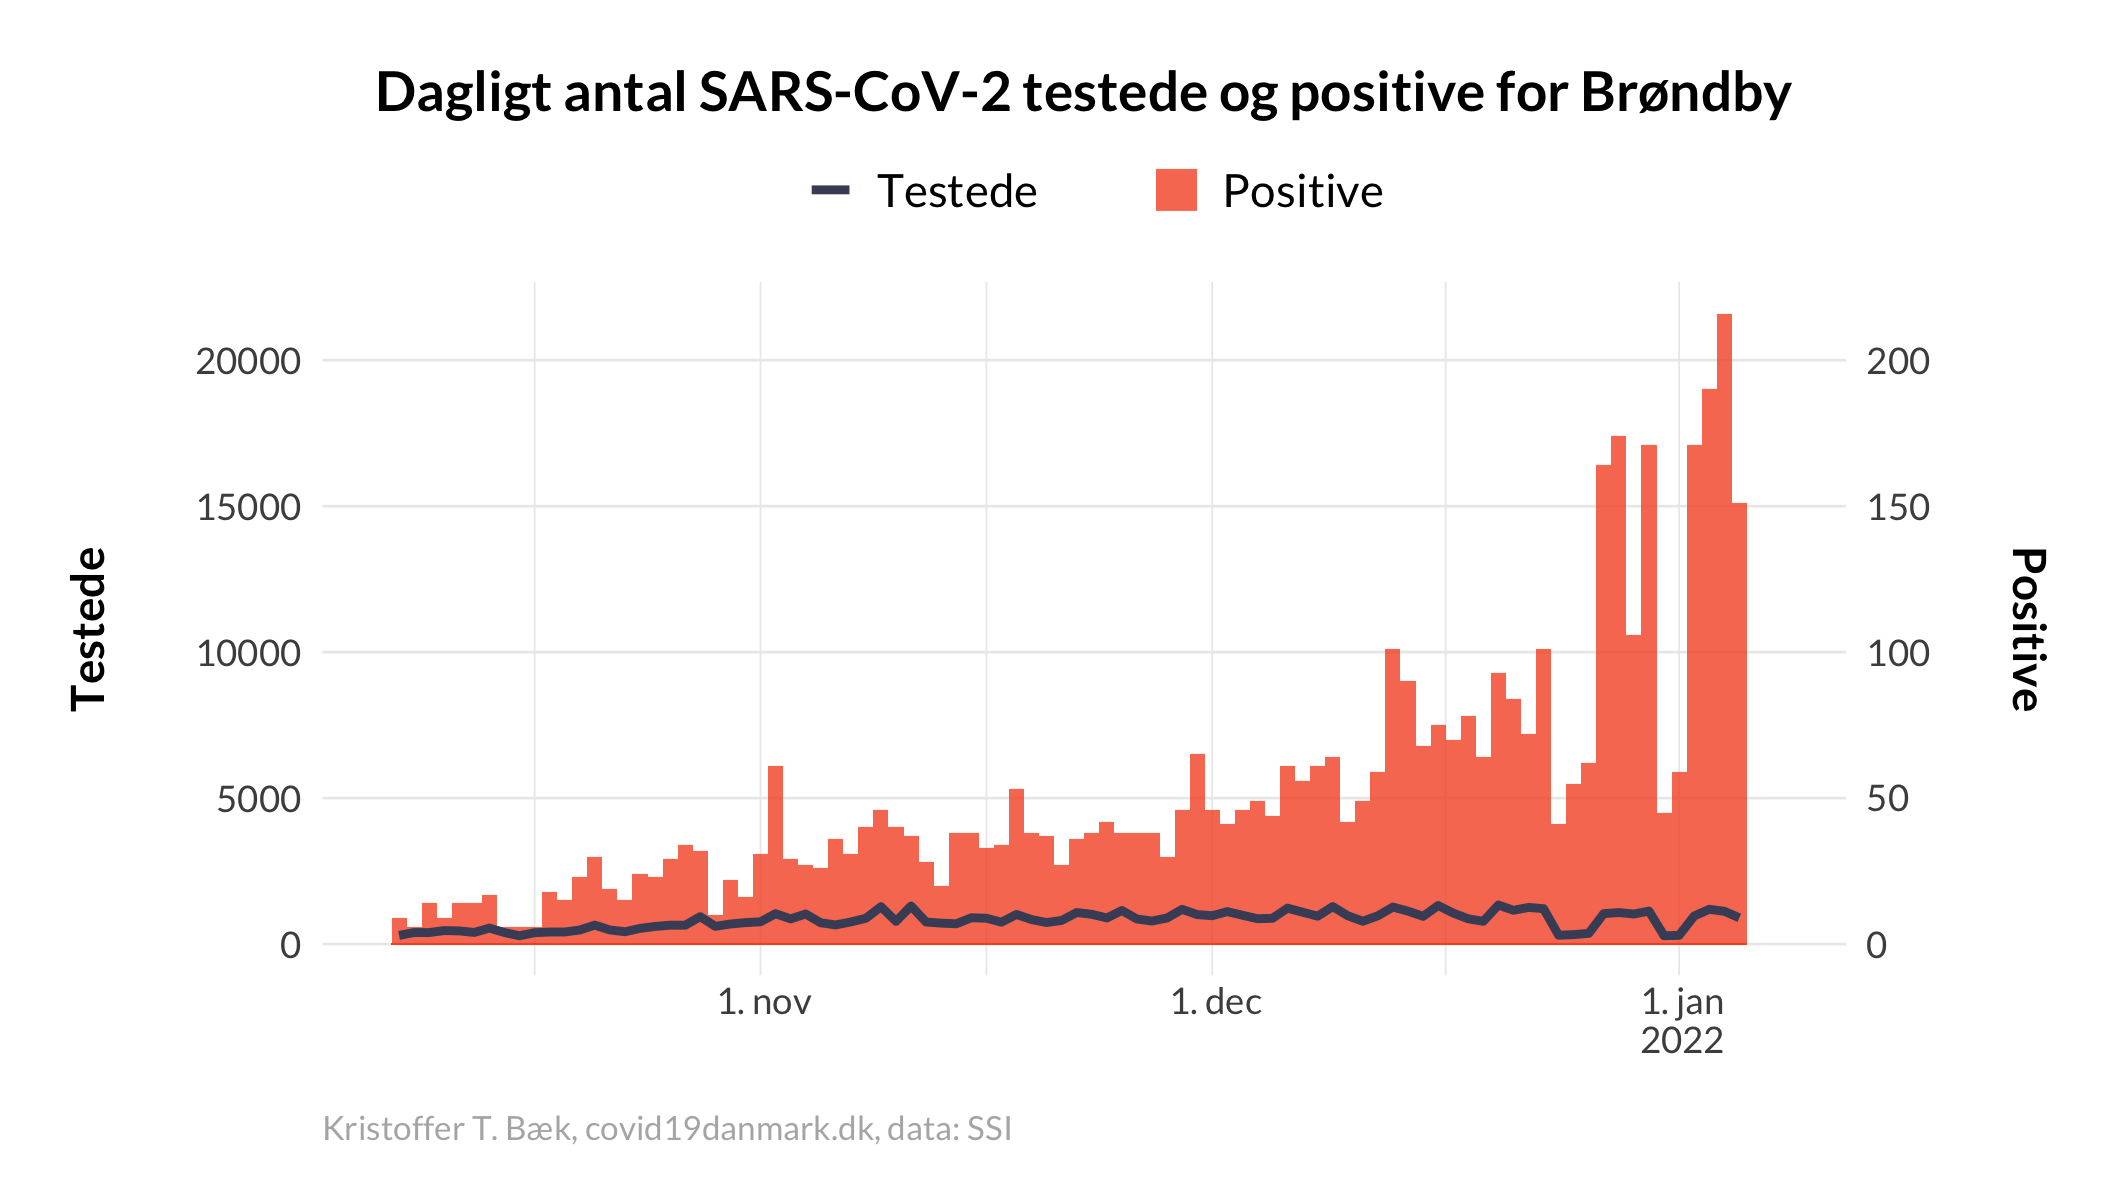 Dagligt antal SARS-CoV-2 testede og positive for Brøndby
Testede
Positive
Testede
20000
15000
10000
5000
0
200
150
100
50
0
Positive
1. nov
1. dec
1. jan
2022
Kristoffer T. Bæk, covid19danmark.dk, data: SSI